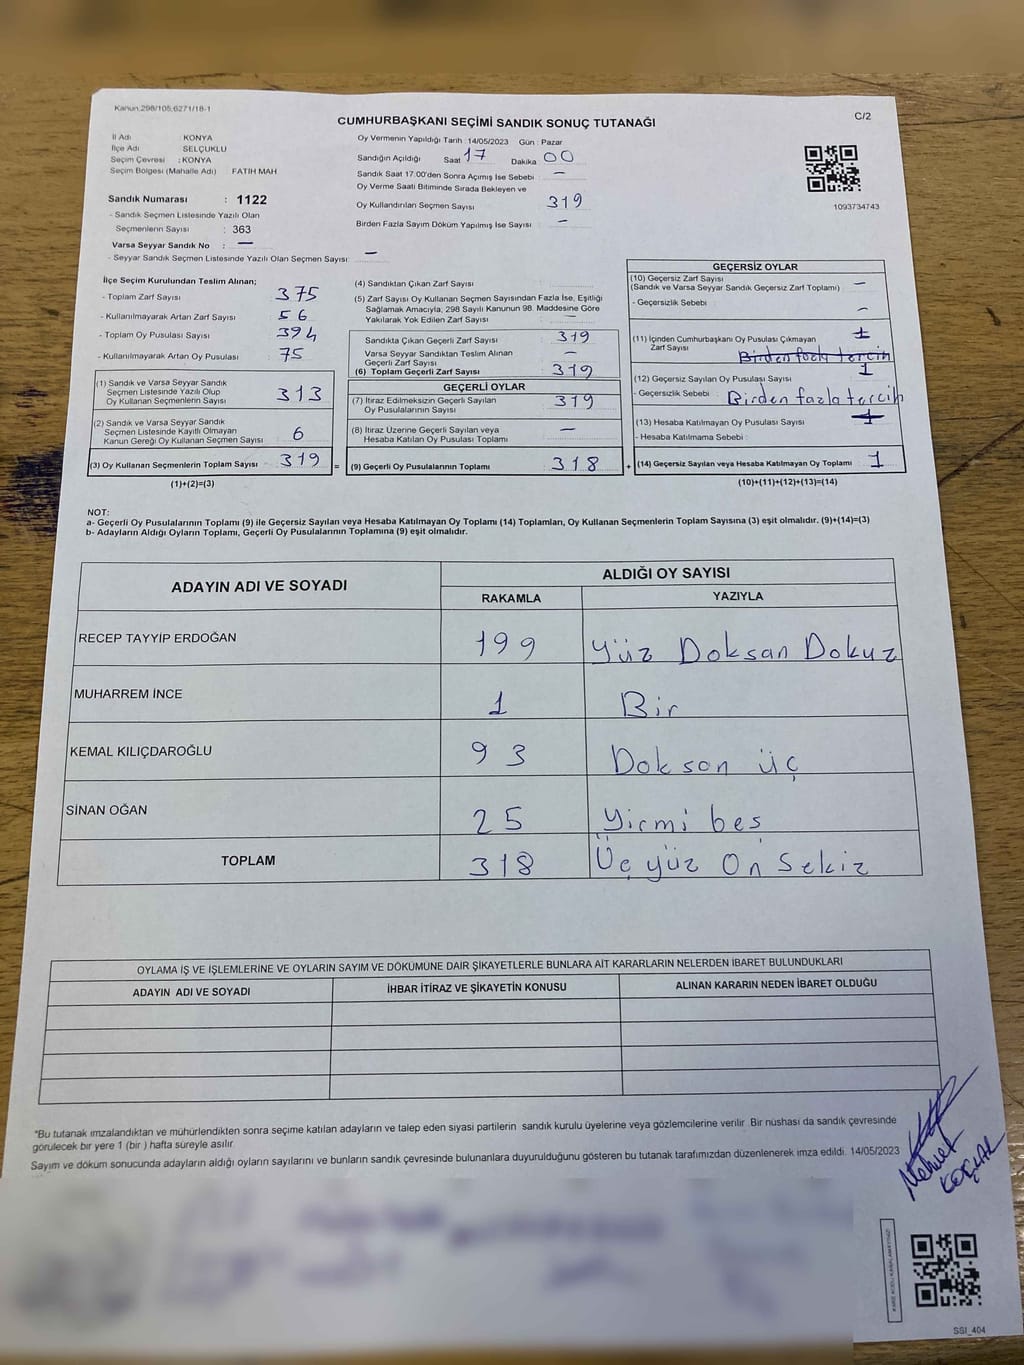 Kanun:298/105,6271/18-1
C/2
CUMHURBAŞKANI SEÇİMİ SANDIK SONUÇ TUTANAĞI
İl Adı KONYA
İlçe Adı SELÇUKLU
Seçim Çevresi : KONYA
Seçim Bölgesi (Mahalle Adı) : FATİH MAH
Sandık Numarası : 1122
- Sandık Seçmen Listesinde Yazılı Olan
Seçmenlerin Sayısı : 363
Varsa Seyyar Sandık No : —
- Seyyar Sandık Seçmen Listesinde Yazılı Olan Seçmen Sayısı: —
Oy Vermenin Yapıldığı Tarih :14/05/2023 Gün : Pazar
Sandığın Açıldığı Saat 17 Dakika 00
Sandık Saat 17:00'den Sonra Açımış İse Sebebi —
Oy Verme Saati Bitiminde Sırada Bekleyen ve
Oy Kullandırılan Seçmen Sayısı 319
Birden Fazla Sayım Döküm Yapılmış İse Sayısı : —
1093734743
İlçe Seçim Kurulundan Teslim Alınan;
- Toplam Zarf Sayısı : 375
- Kullanılmayarak Artan Zarf Sayısı : 56
- Toplam Oy Pusulası Sayısı : 394
- Kullanılmayarak Artan Oy Pusulası : 75
(1) Sandık ve Varsa Seyyar Sandık
Seçmen Listesinde Yazılı Olup
Oy Kullanan Seçmenlerin Sayısı : 313
(2) Sandık ve Varsa Seyyar Sandık
Seçmen Listesinde Kayıtlı Olmayan
Kanun Gereği Oy Kullanan Seçmen Sayısı : 6
(3) Oy Kullanan Seçmenlerin Toplam Sayısı : 319 =
(1)+(2)=(3)
(4) Sandıktan Çıkan Zarf Sayısı :
(5) Zarf Sayısı Oy Kullanan Seçmen Sayısından Fazla İse, Eşitliği
Sağlamak Amacıyla, 298 Sayılı Kanunun 98. Maddesine Göre
Yakılarak Yok Edilen Zarf Sayısı : —
Sandıkta Çıkan Geçerli Zarf Sayısı : 319
Varsa Seyyar Sandıktan Teslim Alınan
Geçerli Zarf Sayısı : —
(6) Toplam Geçerli Zarf Sayısı : 319
GEÇERLİ OYLAR
(7) İtiraz Edilmeksizin Geçerli Sayılan
Oy Pusulalarının Sayısı : 319
(8) İtiraz Üzerine Geçerli Sayılan veya
Hesaba Katılan Oy Pusulası Toplamı : —
(9) Geçerli Oy Pusulalarının Toplamı : 318 +
GEÇERSİZ OYLAR
(10) Geçersiz Zarf Sayısı
(Sandık ve Varsa Seyyar Sandık Geçersiz Zarf Toplamı) : —
- Geçersizlik Sebebi : —
(11) İçinden Cumhurbaşkanı Oy Pusulası Çıkmayan 1
Zarf Sayısı Birden fazla tercih
(12) Geçersiz Sayılan Oy Pusulası Sayısı : 1
- Geçersizlik Sebebi : Birden fazla tercih
(13) Hesaba Katılmayan Oy Pusulası Sayısı : 1
- Hesaba Katılmama Sebebi :
(14) Geçersiz Sayılan veya Hesaba Katılmayan Oy Toplamı : 1
(10)+(11)+(12)+(13)=(14)
NOT:
a- Geçerli Oy Pusulalarının Toplamı (9) ile Geçersiz Sayılan veya Hesaba Katılmayan Oy Toplamı (14) Toplamları, Oy Kullanan Seçmenlerin Toplam Sayısına (3) eşit olmalıdır. (9)+(14)=(3)
b- Adayların Aldığı Oyların Toplamı, Geçerli Oy Pusulalarının Toplamına (9) eşit olmalıdır.
ADAYIN ADI VE SOYADI
ALDIĞI OY SAYISI
RAKAMLA YAZIYLA
RECEP TAYYİP ERDOĞAN 199 Yüz Doksan Dokuz
MUHARREM İNCE 1 Bir
KEMAL KILIÇDAROĞLU 93 Doksan üç
SİNAN OĞAN 25 Yirmi beş
TOPLAM 318 Üç yüz On Sekiz
OYLAMA İŞ VE İŞLEMLERİNE VE OYLARIN SAYIM VE DÖKÜMÜNE DAİR ŞİKAYETLERLE BUNLARA AİT KARARLARIN NELERDEN İBARET BULUNDUKLARI
ADAYIN ADI VE SOYADI İHBAR İTİRAZ VE ŞİKAYETİN KONUSU ALINAN KARARIN NEDEN İBARET OLDUĞU
*Bu tutanak imzalandıktan ve mühürlendikten sonra seçime katılan adayların ve talep eden siyasi partilerin sandık kurulu üyelerine veya gözlemcilerine verilir. Bir nüshası da sandık çevresinde
görülecek bir yere 1 (bir ) hafta süreyle asılır.
Sayım ve döküm sonucunda adayların aldığı oyların sayılarını ve bunların sandık çevresinde bulunanlara duyurulduğunu gösteren bu tutanak tarafımızdan düzenlenerek imza edildi. 14/05/2023
Mehmet
SSI_404